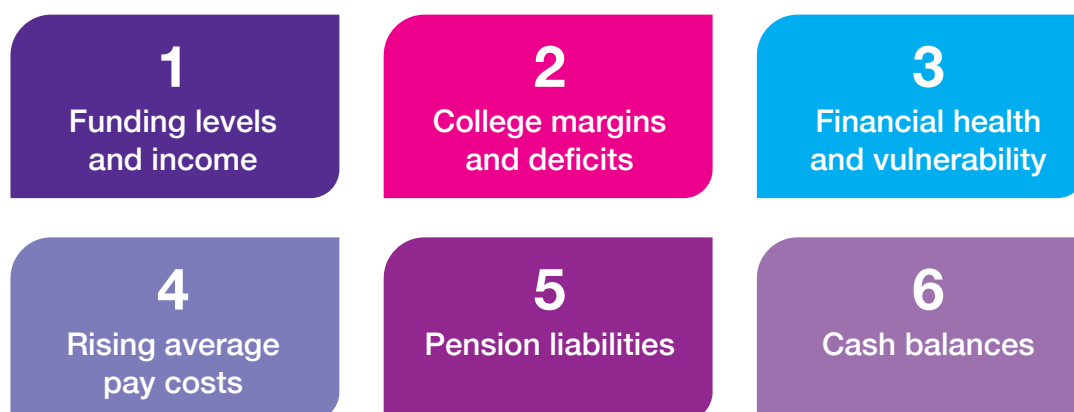 1
Funding levels
and income
2
College margins
and deficits
3
Financial health
and vulnerability
4
Rising average
pay costs
5
Pension liabilities
6
Cash balances